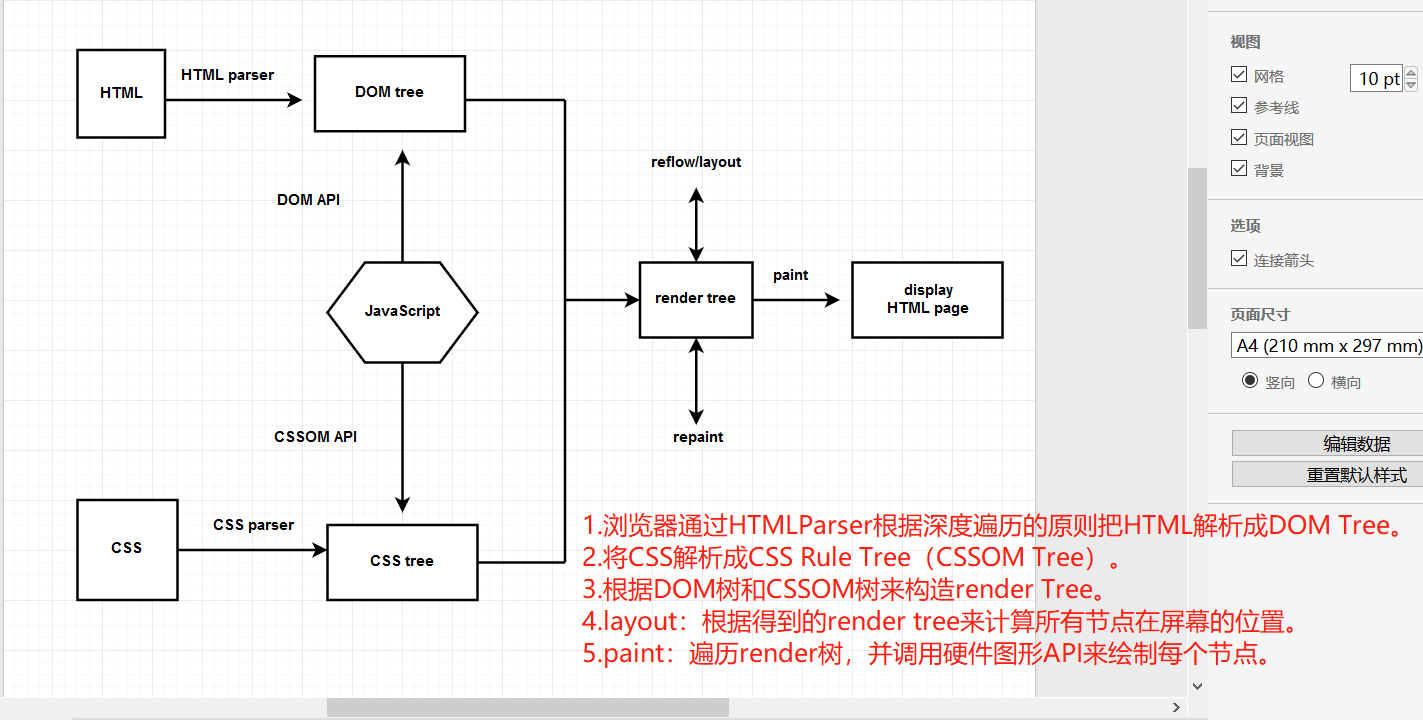 HTML
HTML parser
DOM tree
DOM API
JavaScript
CSSOM API
CSS
CSS parser
CSS tree
reflow/layout
render tree
paint
display
HTML page
repaint
1.浏览器通过HTMLParser根据深度遍历的原则把HTML解析成DOM Tree。
2.将CSS解析成CSS Rule Tree（CSSOM Tree）。
3.根据DOM树和CSSOM树来构造render Tree。
4.layout：根据得到的render tree来计算所有节点在屏幕的位置。
5.paint：遍历render树，并调用硬件图形API来绘制每个节点。
视图
网格
10 pt
参考线
页面视图
背景
选项
连接箭头
页面尺寸
A4 (210 mm x 297 mm)
竖向 横向
编辑数据
重置默认样式